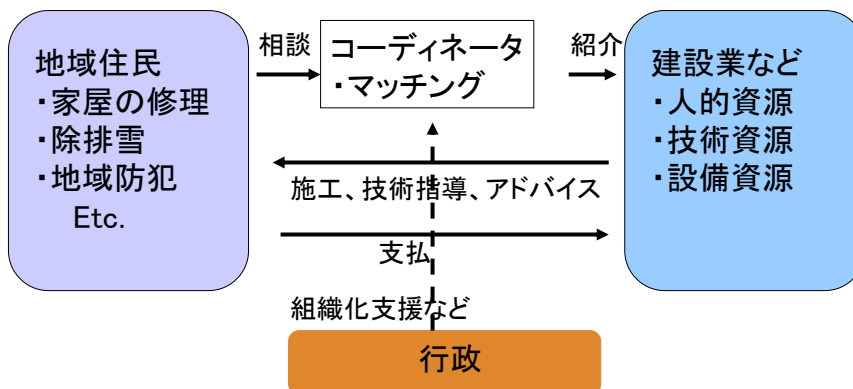 地域住民
・家屋の修理
・除排雪
・地域防犯
Etc.
相談
コーディネータ
・マッチング
紹介
建設業など
・人的資源
・技術資源
・設備資源
施工、技術指導、アドバイス
支払
組織化支援など
行政